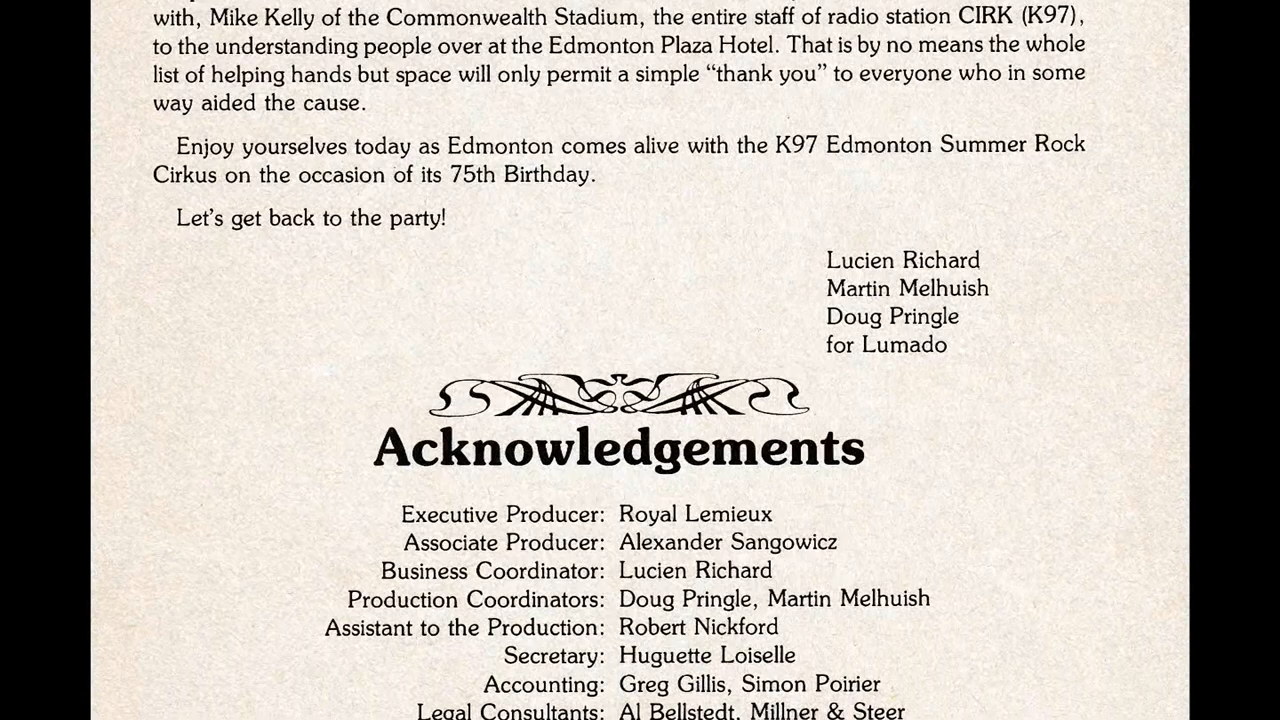 with, Mike Kelly of the Commonwealth Stadium, the entire staff of radio station CIRK (K97),
to the understanding people over at the Edmonton Plaza Hotel. That is by no means the whole
list of helping hands but space will only permit a simple “thank you” to everyone who in some
way aided the cause.
Enjoy yourselves today as Edmonton comes alive with the K97 Edmonton Summer Rock
Cirkus on the occasion of its 75th Birthday.
Let’s get back to the party!
Lucien Richard
Martin Melhuish
Doug Pringle
for Lumado
Acknowledgements
Executive Producer: Royal Lemieux
Associate Producer: Alexander Sangowicz
Business Coordinator: Lucien Richard
Production Coordinators: Doug Pringle, Martin Melhuish
Assistant to the Production: Robert Nickford
Secretary: Huguette Loiselle
Accounting: Greg Gillis, Simon Poirier
Legal Consultants: Al Bellstedt, Millner & Steer